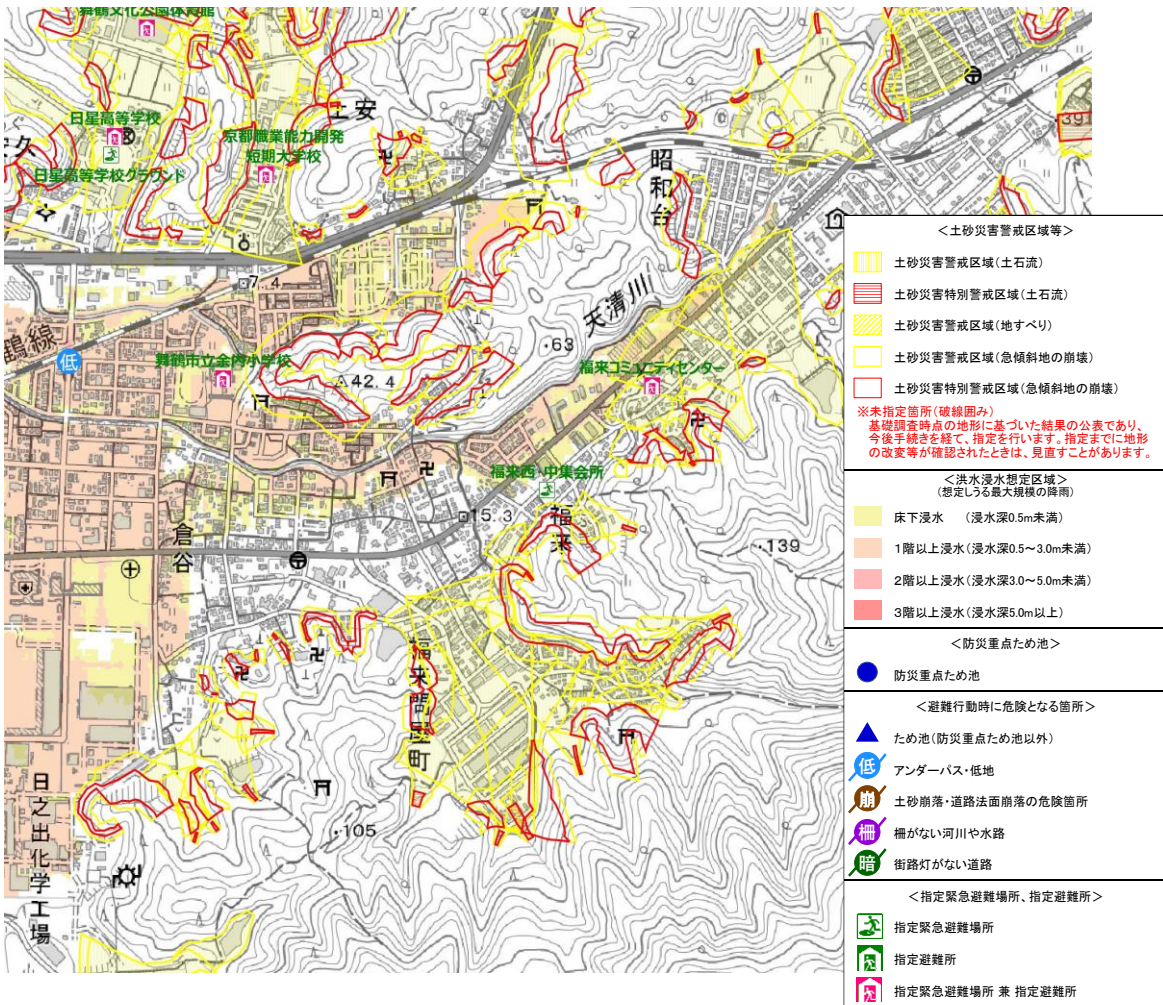 舞鶴文化公園体育館
日星高等学校
日星高等学校グラウンド
京都職業能力開発
短期大学校
上安
昭和台
391
7.4
天清川
鶴線
低
舞鶴市立余内小学校
42.4
63
福来コミュニティセンター
福来西・中集会所
15.3
福来
倉谷
139
福来問屋町
105
日之出化学工場
<土砂災害警戒区域等>
土砂災害警戒区域(土石流)
土砂災害特別警戒区域(土石流)
土砂災害警戒区域(地すべり)
土砂災害警戒区域(急傾斜地の崩壊)
土砂災害特別警戒区域(急傾斜地の崩壊)
※未指定箇所(破線囲み)
基礎調査時点の地形に基づいた結果の公表であり、
今後手続きを経て、指定を行います。指定までに地形
の改変等が確認されたときは、見直すことがあります。
<洪水浸水想定区域>
(想定しうる最大規模の降雨)
床下浸水 (浸水深0.5m未満)
1階以上浸水(浸水深0.5~3.0m未満)
2階以上浸水(浸水深3.0~5.0m未満)
3階以上浸水(浸水深5.0m以上)
<防災重点ため池>
防災重点ため池
<避難行動時に危険となる箇所>
ため池(防災重点ため池以外)
低 アンダーパス・低地
崩 土砂崩落・道路法面崩落の危険箇所
柵 柵がない河川や水路
暗 街路灯がない道路
<指定緊急避難場所、指定避難所>
指定緊急避難場所
指定避難所
指定緊急避難場所 兼 指定避難所